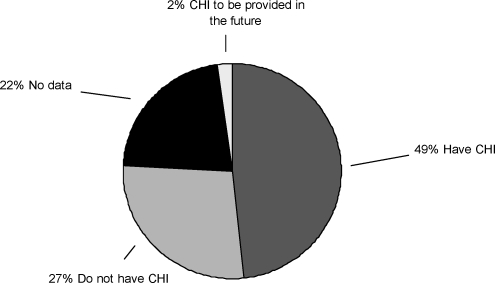 2% CHI to be provided in
the future
22% No data
49% Have CHI
27% Do not have CHI